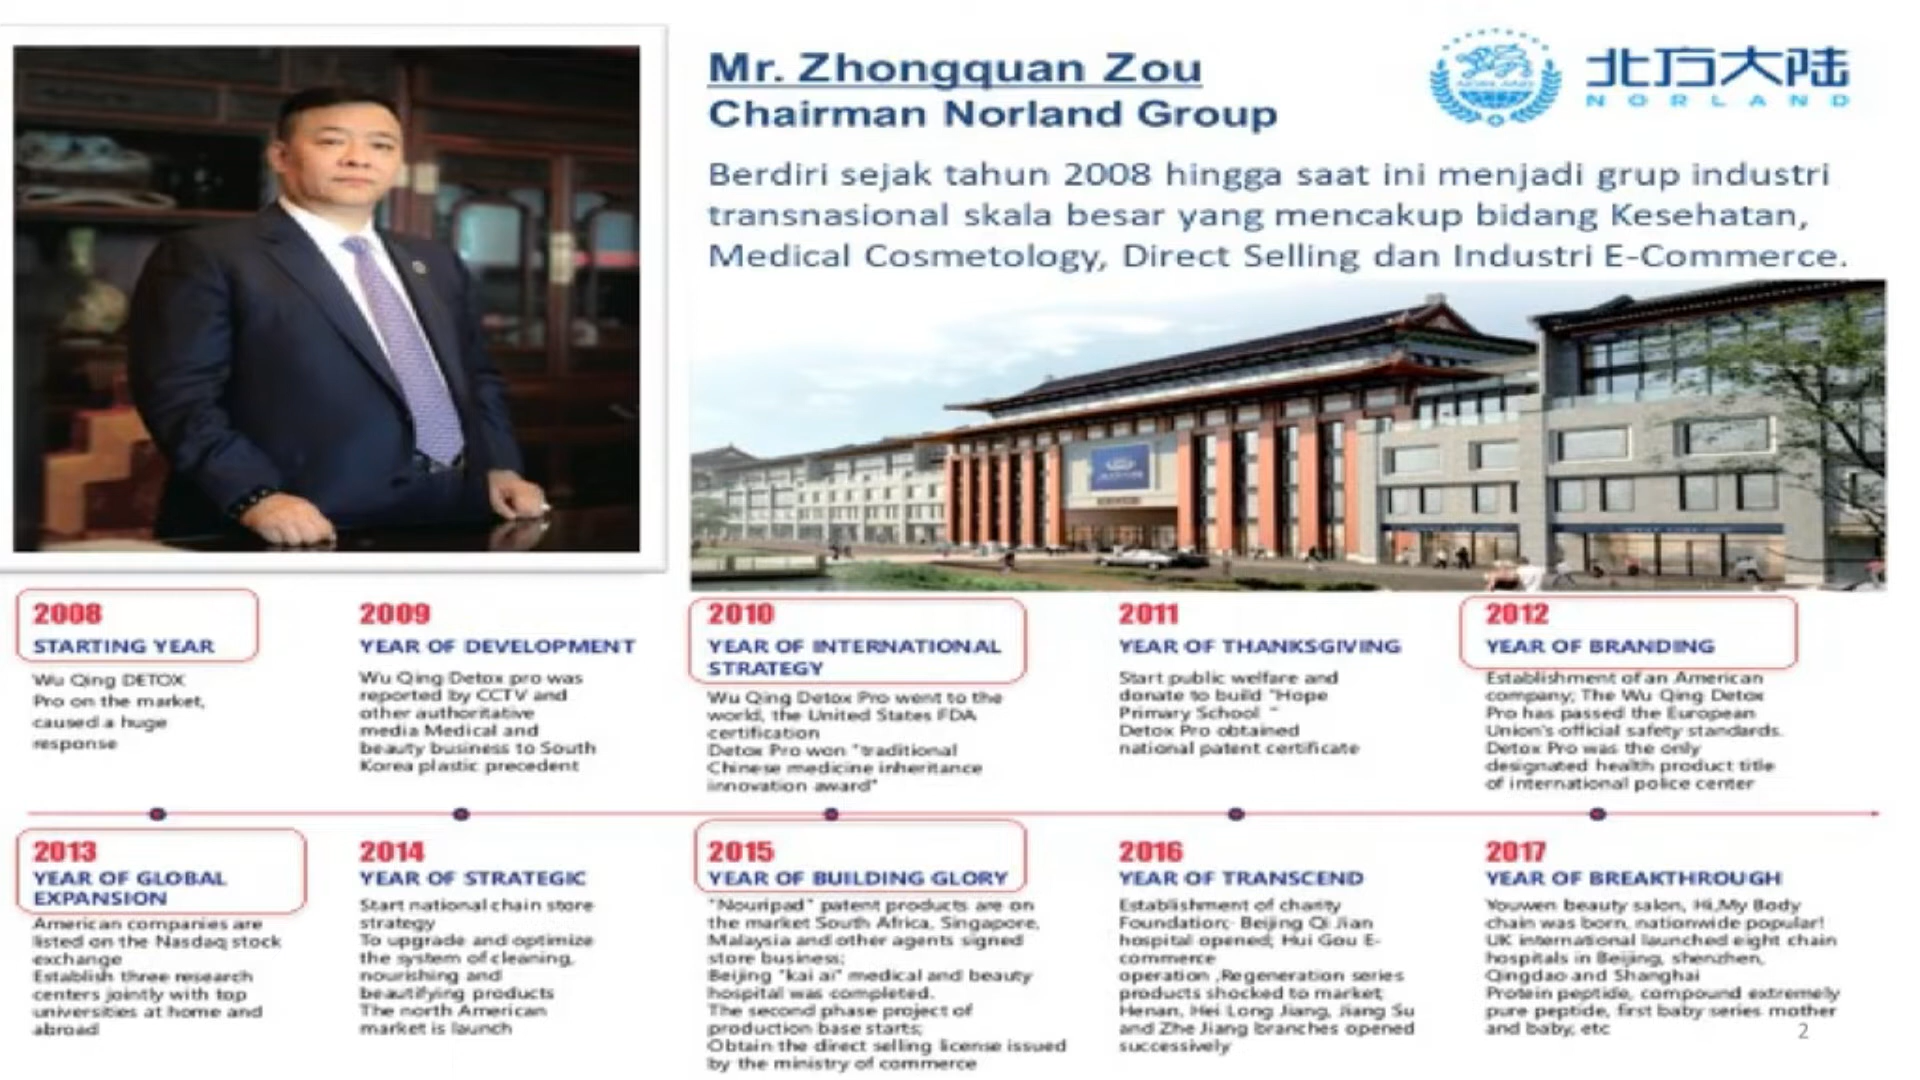 Mr. Zhongquan Zou
Chairman Norland Group
北方大陆
NORLAND
Berdiri sejak tahun 2008 hingga saat ini menjadi grup industri
transnasional skala besar yang mencakup bidang Kesehatan,
Medical Cosmetology, Direct Selling dan Industri E-Commerce.
2008
STARTING YEAR
Wu Qing DETOX
Pro on the market,
caused a huge
response
2009
YEAR OF DEVELOPMENT
Wu Qing Detox pro was
reported by CCTV and
other authoritative
media Medical and
beauty business to South
Korea plastic precedent
2010
YEAR OF INTERNATIONAL
STRATEGY
Wu Qing Detox Pro went to the
world, the United States FDA
certification
Detox Pro won "traditional
Chinese medicine inheritance
innovation award"
2011
YEAR OF THANKSGIVING
Start public welfare and
donate to build "Hope
Primary School "
Detox Pro obtained
national patent certificate
2012
YEAR OF BRANDING
Establishment of an American
company; The Wu Qing Detox
Pro has passed the European
Union's official safety standards.
Detox Pro was the only
designated health product title
of international police center
2013
YEAR OF GLOBAL
EXPANSION
American companies are
listed on the Nasdaq stock
exchange
Establish three research
centers jointly with top
universities at home and
abroad
2014
YEAR OF STRATEGIC
Start national chain store
strategy
To upgrade and optimize
the system of cleaning,
nourishing and
beautifying products
The north American
market is launch
2015
YEAR OF BUILDING GLORY
"Nouripad" patent products are on
the market South Africa, Singapore,
Malaysia and other agents signed
store business;
Beijing "kai ai" medical and beauty
hospital was completed.
The second phase project of
production base starts;
Obtain the direct selling license issued
by the ministry of commerce
2016
YEAR OF TRANSCEND
Establishment of charity
Foundation; Beijing Qi Jian
hospital opened; Hui Gou E-
commerce
operation ,Regeneration series
products shocked to market;
Henan, Hei Long Jiang, Jiang Su
and Zhe Jiang branches opened
successively
2017
YEAR OF BREAKTHROUGH
Youwen beauty salon, Hi,My Body
chain was born, nationwide popular!
UK international launched eight chain
hospitals in Beijing, shenzhen,
Qingdao and Shanghai
Protein peptide, compound extremely
pure peptide, first baby series mother
and baby, etc
2